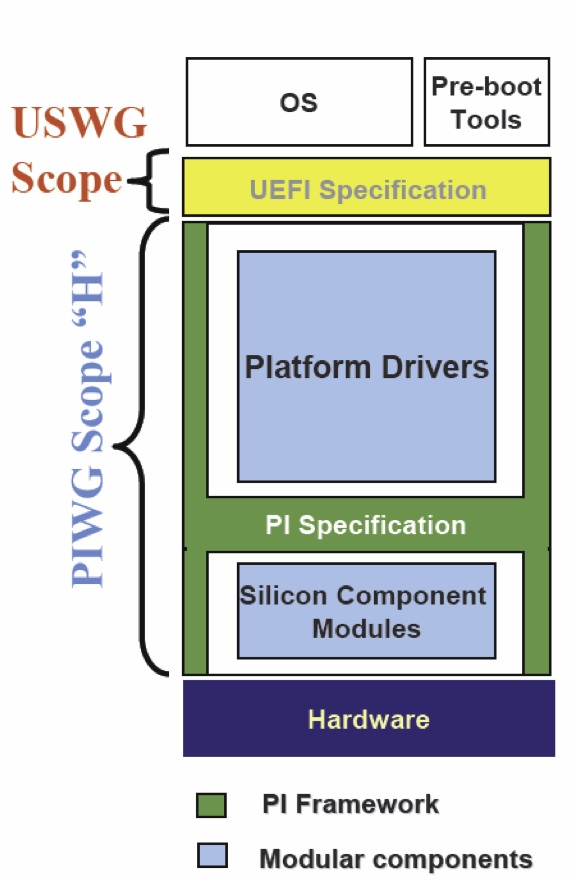 OS
Pre-boot
Tools
USWG
Scope
UEFI Specification
PIWG Scope “H”
Platform Drivers
PI Specification
Silicon Component
Modules
Hardware
PI Framework
Modular components